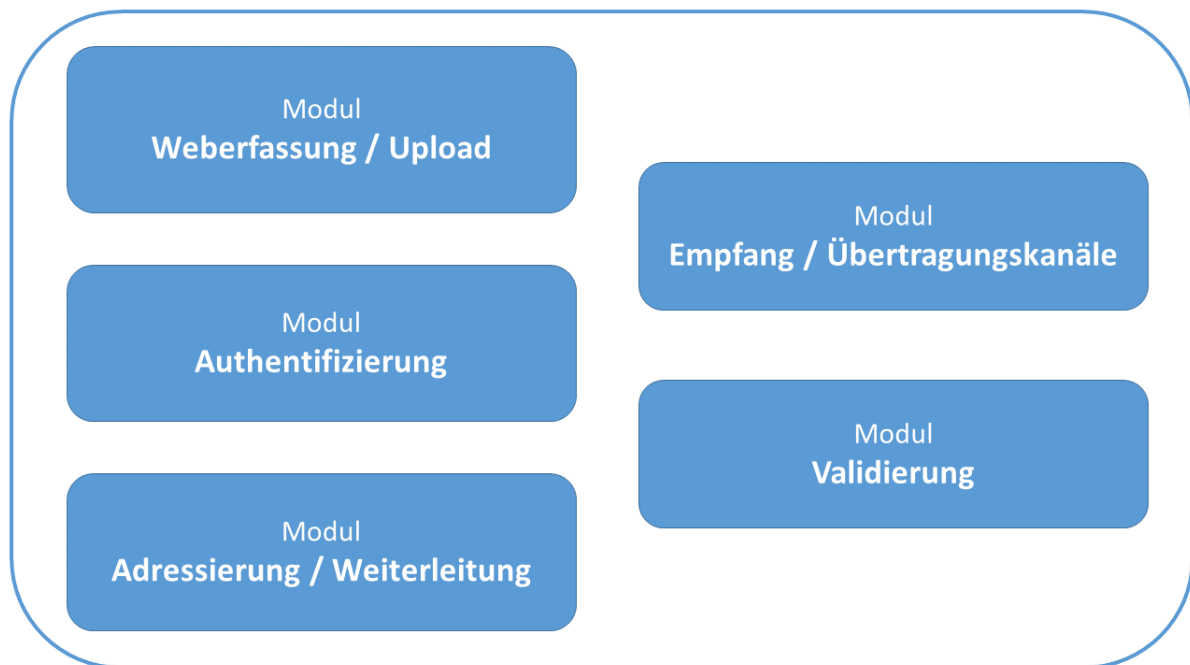 Modul
Weberfassung / Upload
Modul
Authentifizierung
Modul
Adressierung / Weiterleitung
Modul
Empfang / Übertragungskanäle
Modul
Validierung